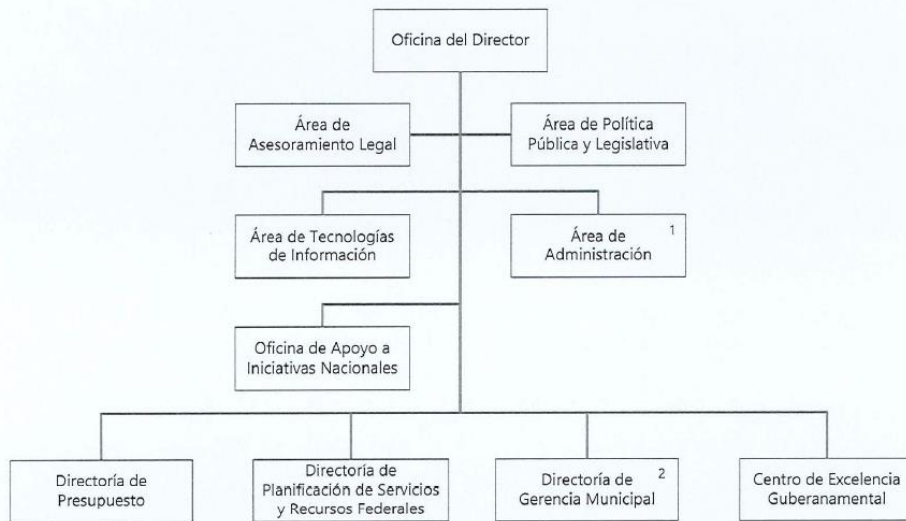 Oficina del Director
Área de
Asesoramiento Legal
Área de Política
Pública y Legislativa
Área de Tecnologías
de Información
Área de 1
Administración
Oficina de Apoyo a
Iniciativas Nacionales
Directoría de
Presupuesto
Directoría de
Planificación de Servicios
y Recursos Federales
Directoría de 2
Gerencia Municipal
Centro de Excelencia
Guberanamental